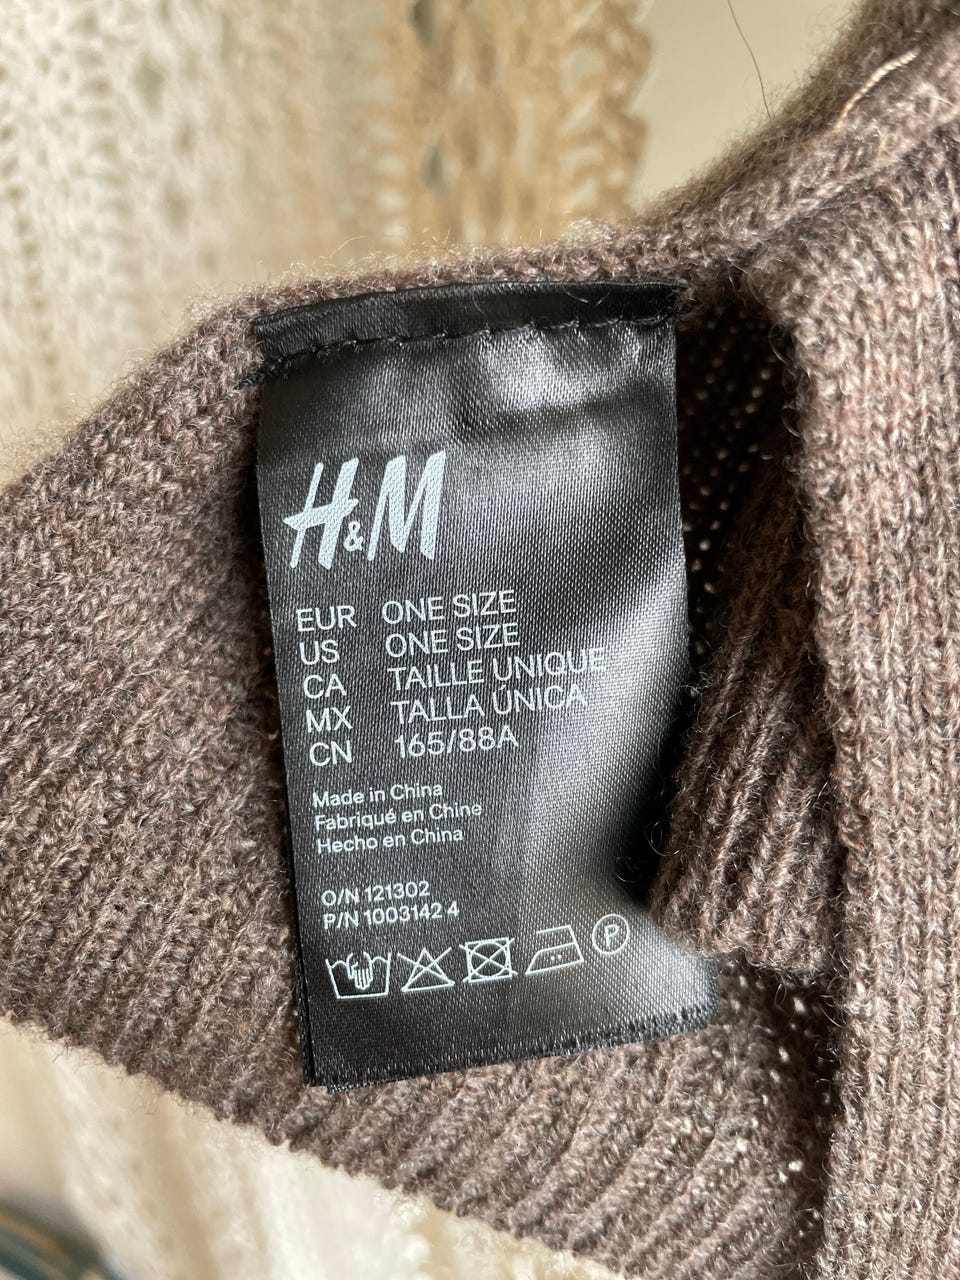 H&M
EUR ONE SIZE
US ONE SIZE
CA TAILLE UNIQUE
MX TALLA ÚNICA
CN 165/88A
Made in China
Fabriqué en Chine
Hecho en China
O/N 121302
P/N 1003142 4
P